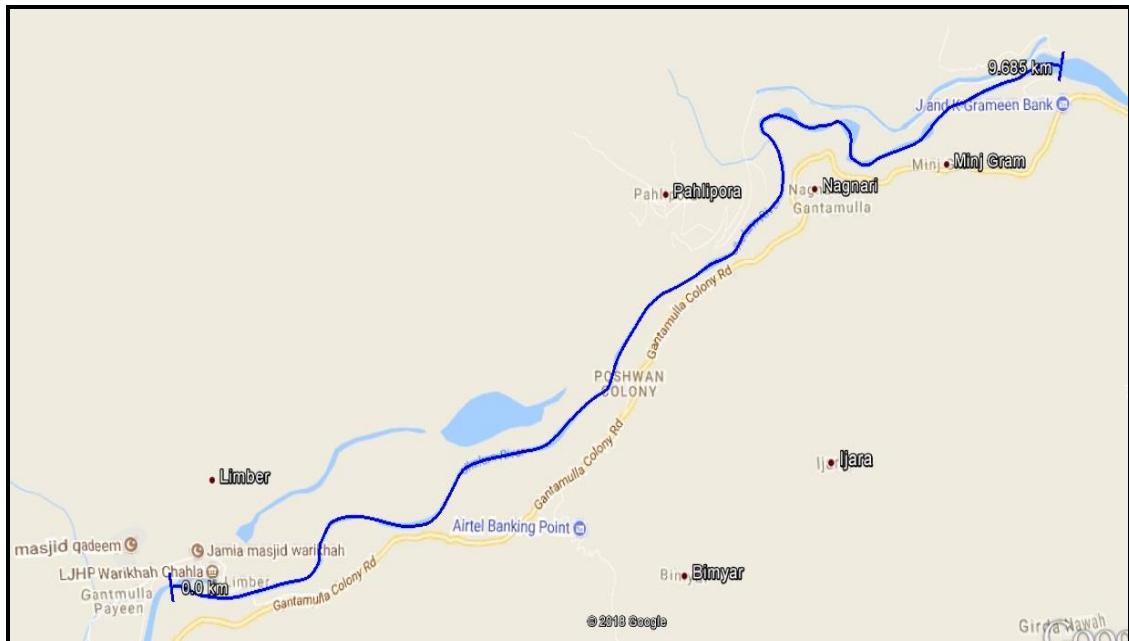 9.685 km
J and K Grameen Bank
Minj Gram
Pahlipora
Nagnari
Gantamulla
Gantamulla Colony Rd
POSHWAN
COLONY
Gantamulla Colony Rd
Ijara
Limber
Airtel Banking Point
masjid qadeem
Jamia masjid warikhah
LJHP Warikhah Chahla
Limber
0.0 km
Gantmulla
Payeen
Gantamulla Colony Rd
Bimyar
© 2018 Google